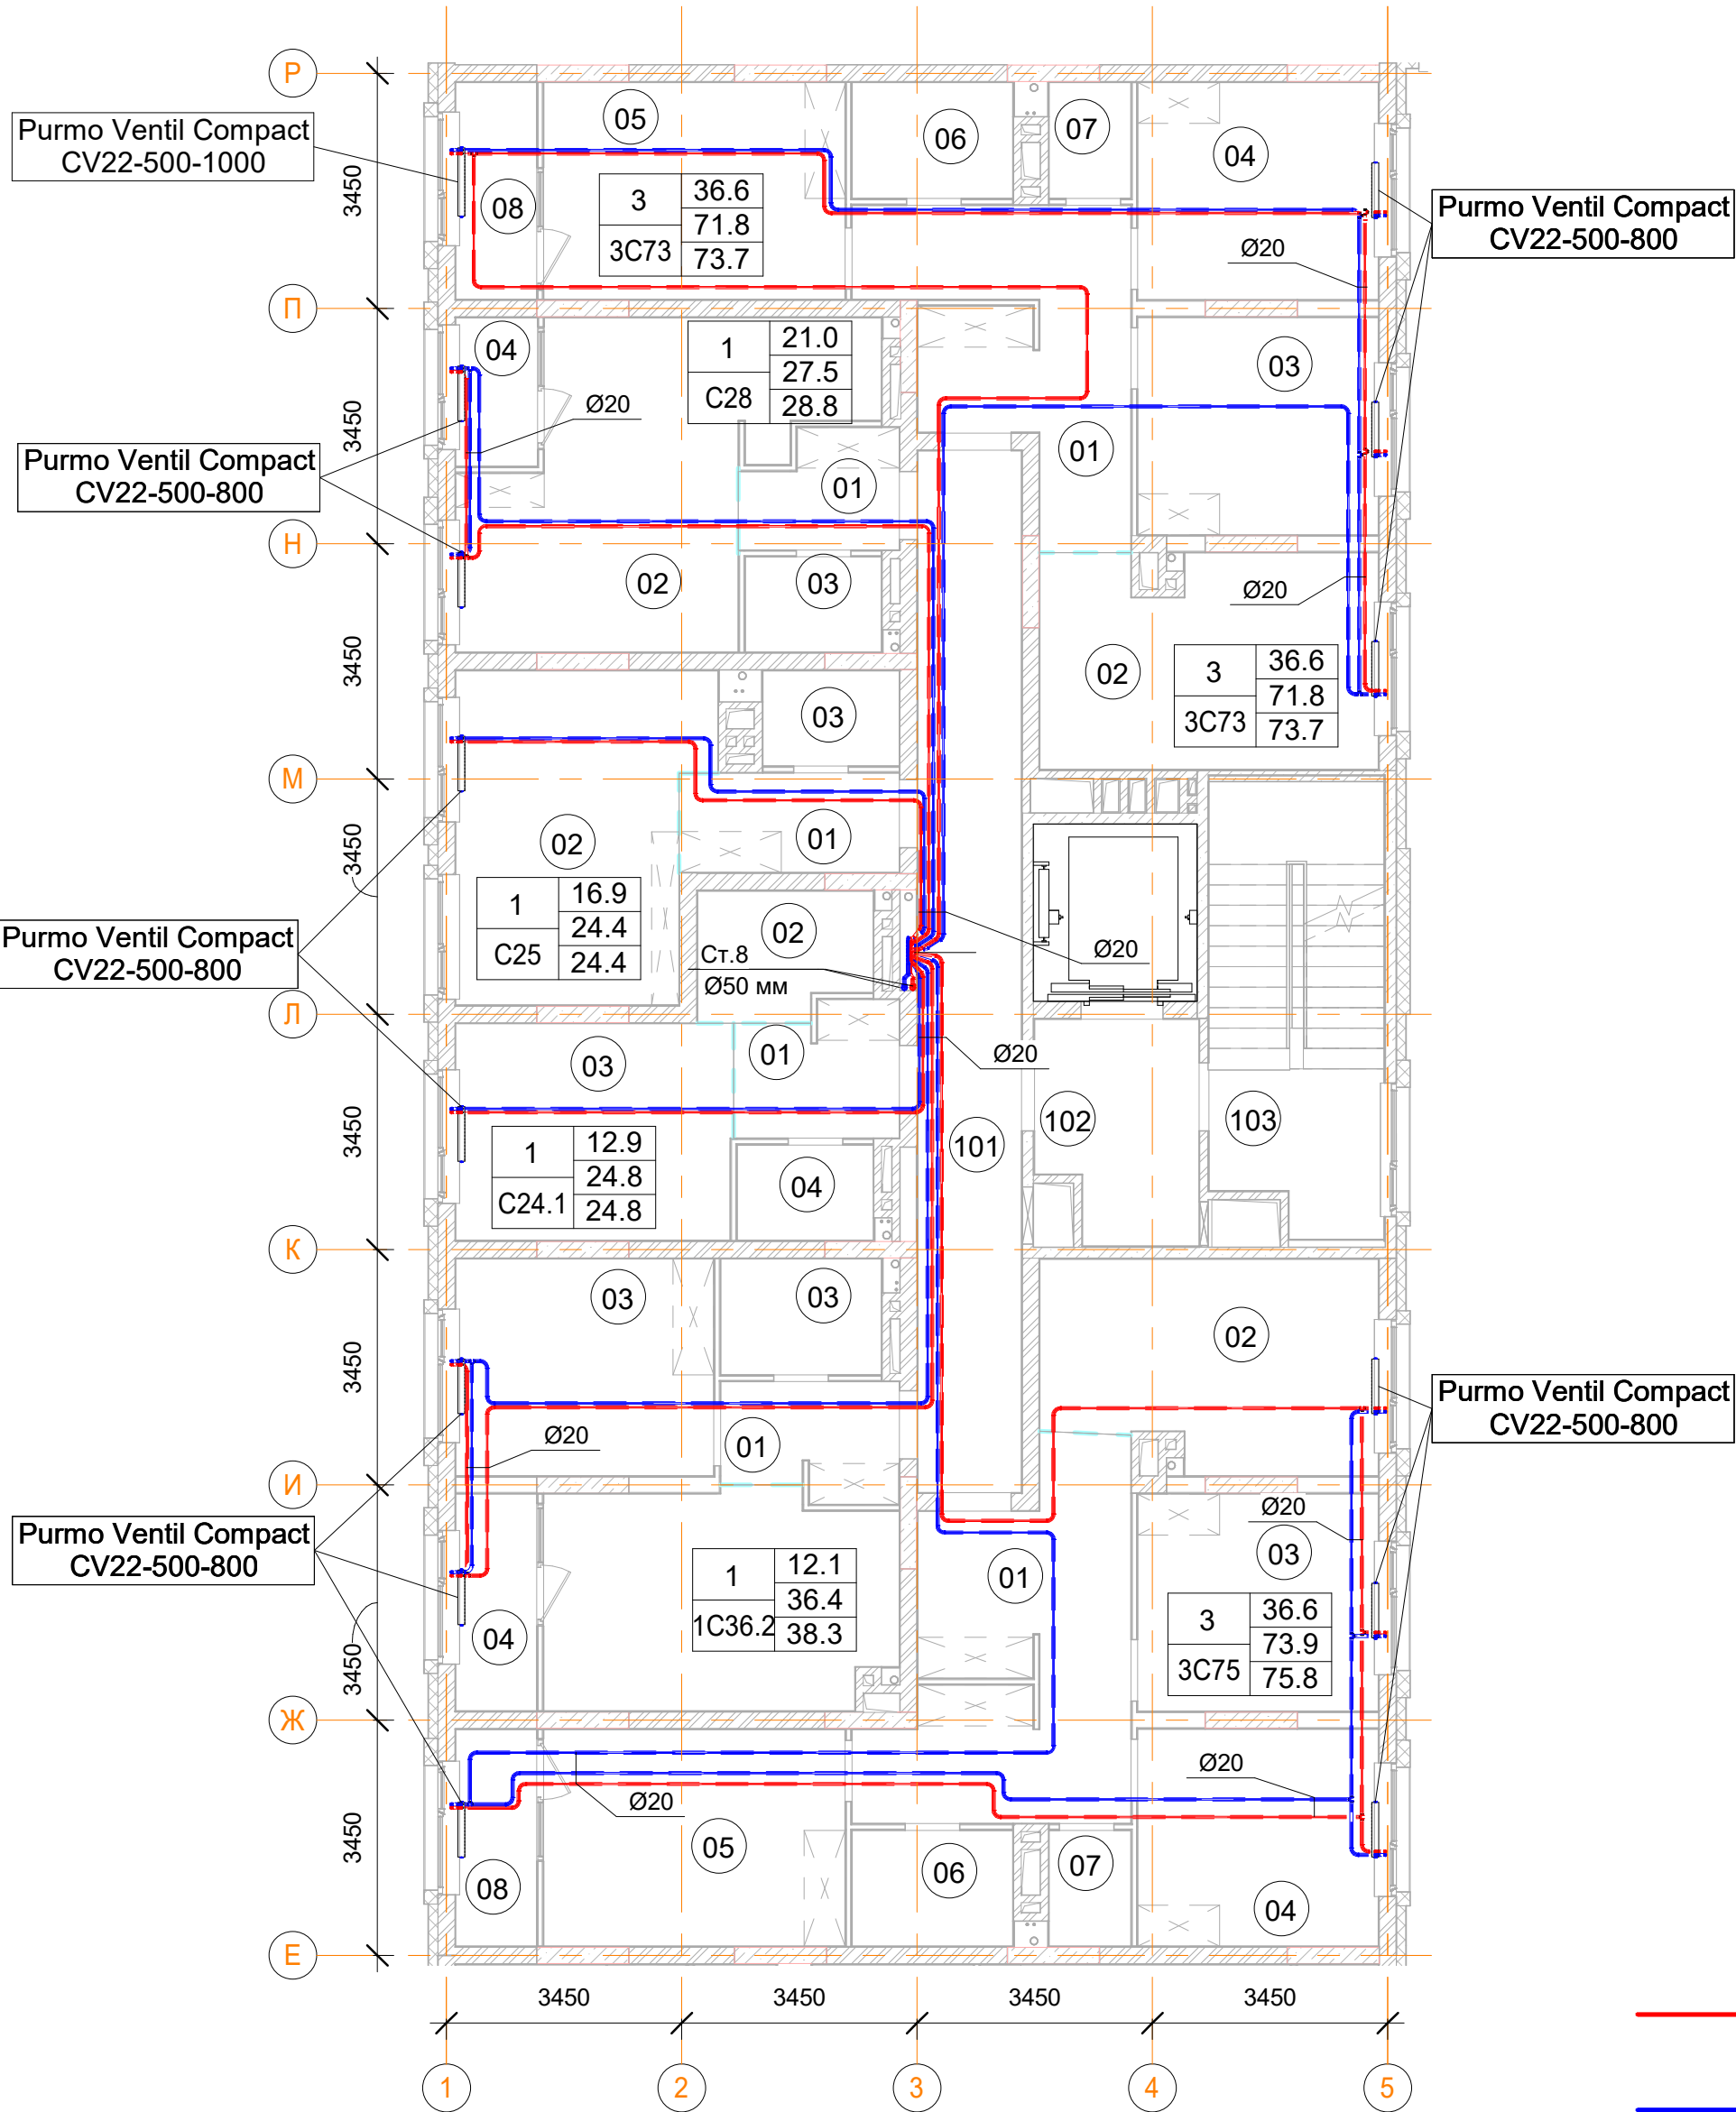 Р
Purmo Ventil Compact
CV22-500-1000
3450
05
06
07
04
08
3
3С73
36.6
71.8
73.7
Purmo Ventil Compact
CV22-500-800
Ø20
П
04
1
С28
21.0
27.5
28.8
03
3450
Ø20
01
Purmo Ventil Compact
CV22-500-800
01
Н
02
03
Ø20
3450
02
3
3С73
36.6
71.8
73.7
03
М
02
01
3450
1
С25
16.9
24.4
24.4
02
Purmo Ventil Compact
CV22-500-800
Ст.8
Ø50 мм
Ø20
Л
03
01
Ø20
3450
101
102
103
1
С24.1
12.9
24.8
24.8
04
К
03
03
02
3450
Purmo Ventil Compact
CV22-500-800
Ø20
01
И
Ø20
Purmo Ventil Compact
CV22-500-800
03
1
1С36.2
12.1
36.4
38.3
01
3
3С75
36.6
73.9
75.8
04
3450
Ж
Ø20
Ø20
3450
05
06
07
08
04
Е
3450
3450
3450
3450
1
2
3
4
5